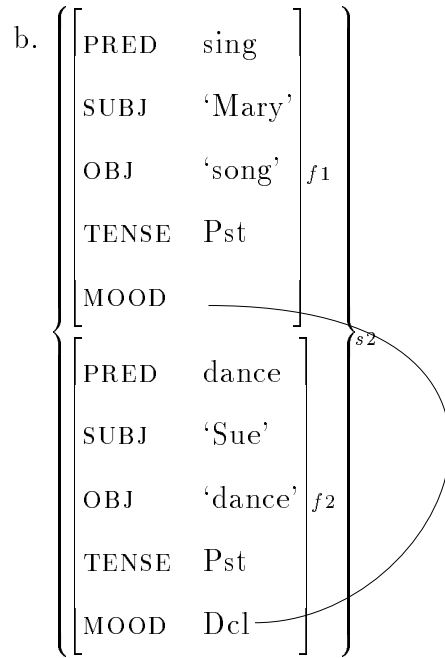 b.
PRED sing
SUBJ ‘Mary’
OBJ ‘song’ f1
TENSE Pst
MOOD
s2
PRED dance
SUBJ ‘Sue’
OBJ ‘dance’ f2
TENSE Pst
MOOD Dcl